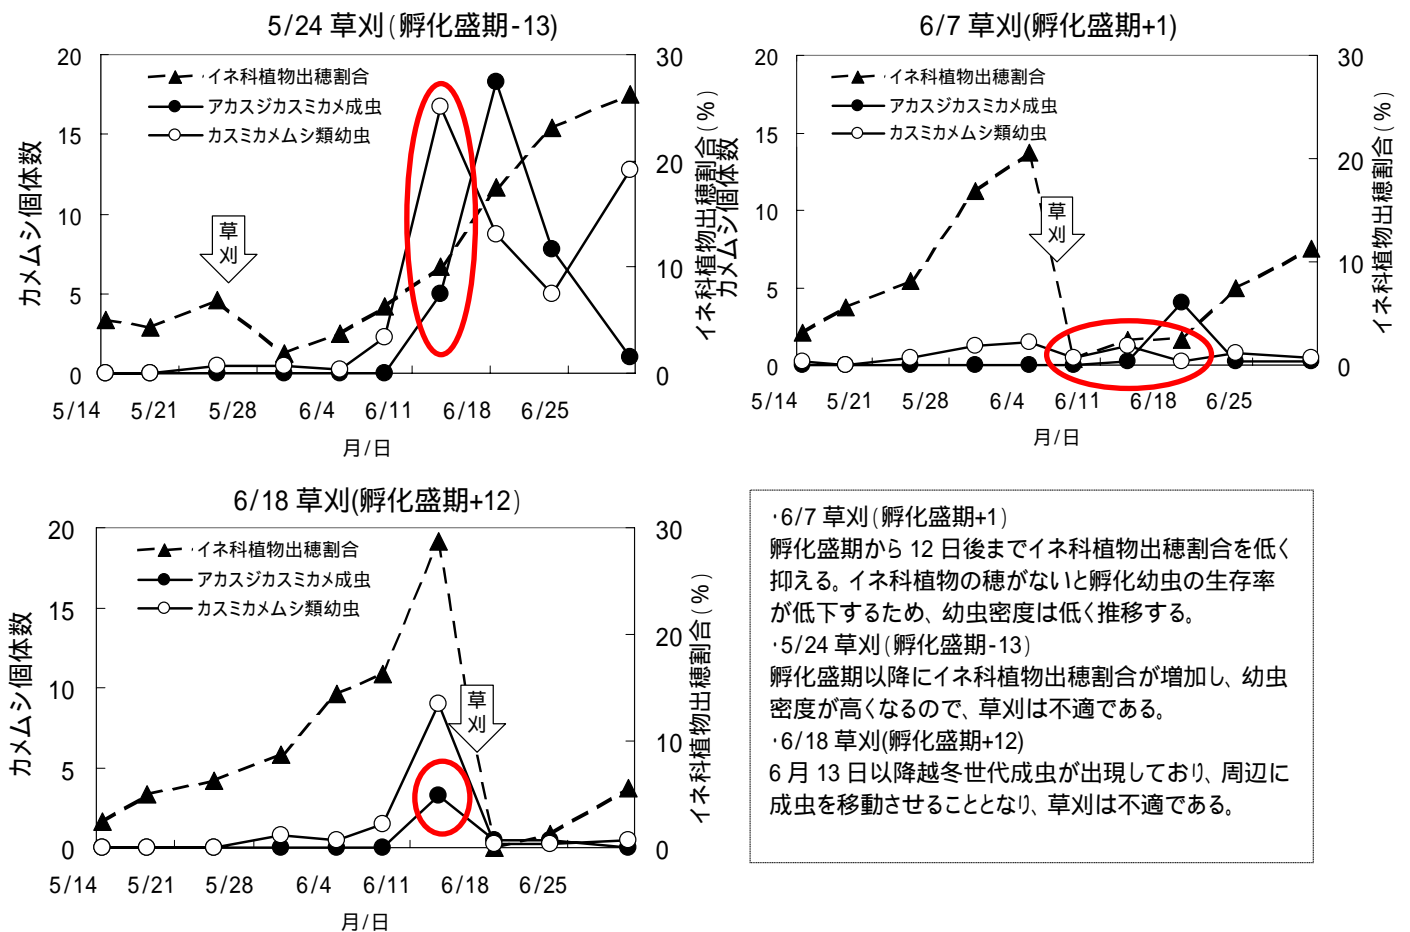 5/24 草刈(孵化盛期-13)
20
15
10
5
0
30
20
10
0
カメムシ個体数
イネ科植物出穂割合(%)
イネ科植物出穂割合
アカスジカスミカメ成虫
カスミカメムシ類幼虫
草
刈
5/14
5/21
5/28
6/4
6/11
6/18
6/25
月/日
6/7 草刈(孵化盛期+1)
20
15
10
5
0
30
20
10
0
カメムシ個体数
イネ科植物出穂割合(%)
イネ科植物出穂割合
アカスジカスミカメ成虫
カスミカメムシ類幼虫
草
刈
5/14
5/21
5/28
6/4
6/11
6/18
6/25
月/日
6/18 草刈(孵化盛期+12)
20
15
10
5
0
30
20
10
0
カメムシ個体数
イネ科植物出穂割合(%)
イネ科植物出穂割合
アカスジカスミカメ成虫
カスミカメムシ類幼虫
草
刈
5/14
5/21
5/28
6/4
6/11
6/18
6/25
月/日
・6/7 草刈(孵化盛期+1)
孵化盛期から 12 日後までイネ科植物出穂割合を低く
抑える。イネ科植物の穂がないと孵化幼虫の生存率
が低下するため、幼虫密度は低く推移する。
・5/24 草刈(孵化盛期-13)
孵化盛期以降にイネ科植物出穂割合が増加し、幼虫
密度が高くなるので、草刈は不適である。
・6/18 草刈(孵化盛期+12)
6 月 13 日以降越冬世代成虫が出現しており、周辺に
成虫を移動させることとなり、草刈は不適である。